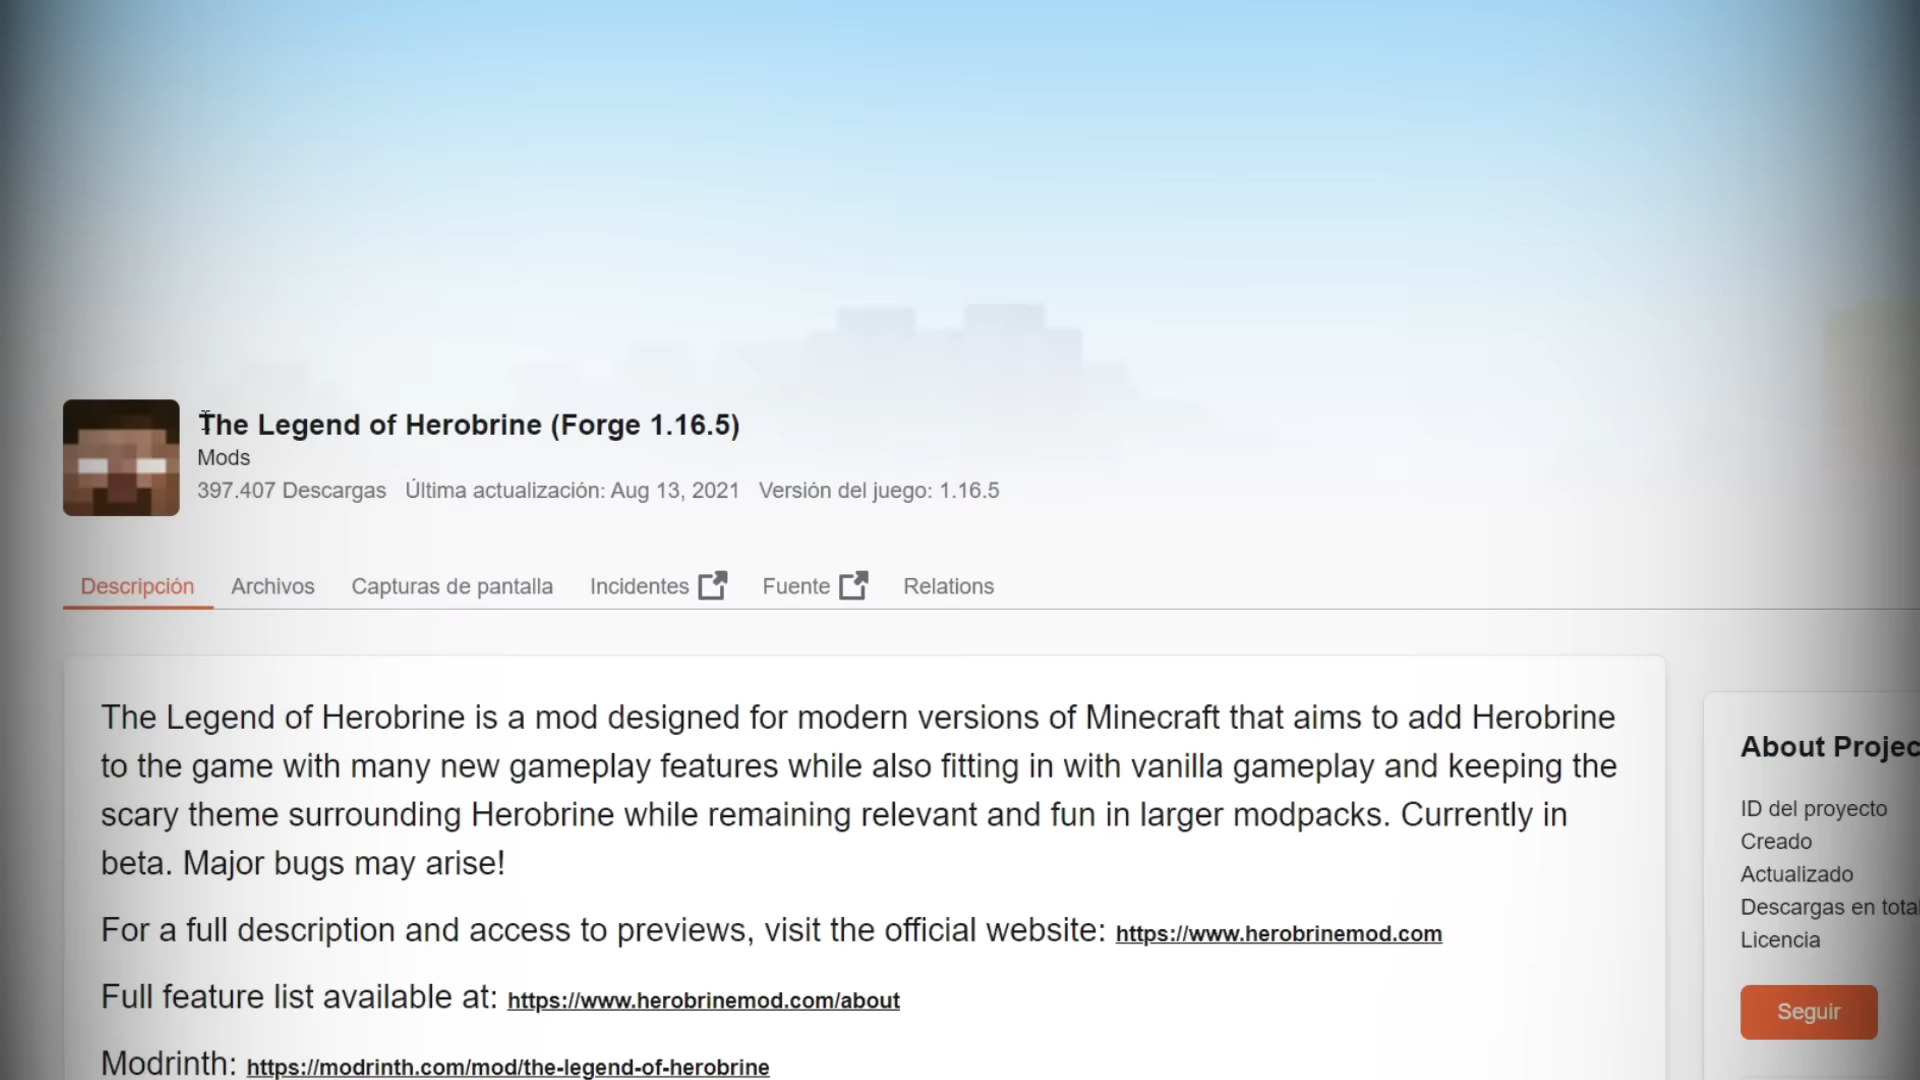 The Legend of Herobrine (Forge 1.16.5)
Mods
397.407 Descargas Última actualización: Aug 13, 2021 Versión del juego: 1.16.5
Descripción Archivos Capturas de pantalla Incidentes Fuente Relations
The Legend of Herobrine is a mod designed for modern versions of Minecraft that aims to add Herobrine
to the game with many new gameplay features while also fitting in with vanilla gameplay and keeping the
scary theme surrounding Herobrine while remaining relevant and fun in larger modpacks. Currently in
beta. Major bugs may arise!
For a full description and access to previews, visit the official website: https://www.herobrinemod.com
Full feature list available at: https://www.herobrinemod.com/about
Modrinth: https://modrinth.com/mod/the-legend-of-herobrine
About Projec
ID del proyecto
Creado
Actualizado
Descargas en total
Licencia
Seguir